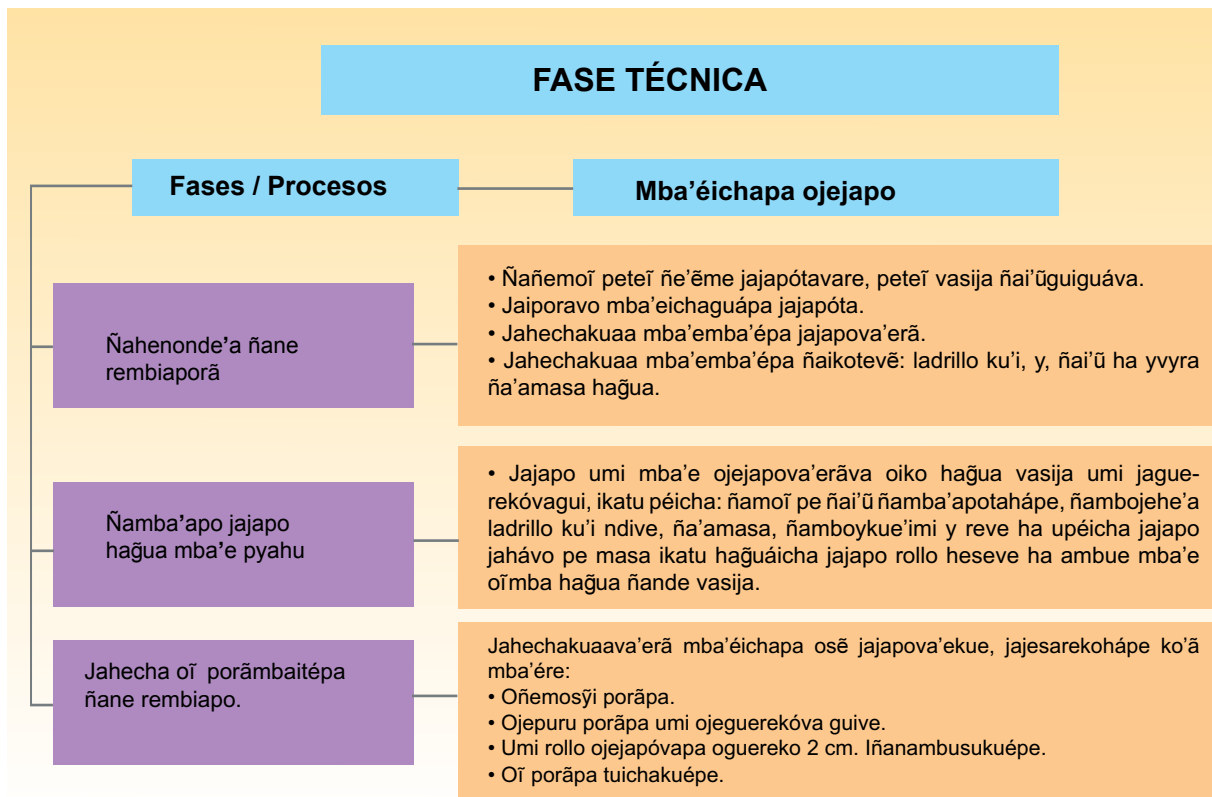 FASE TÉCNICA
Fases / Procesos
Mba’éichapa ojejapo
Ñahenonde’a ñane
rembiaporã
• Ñañemoĩ peteĩ ñe’ẽme jajapótavare, peteĩ vasija ñai’ũguiguáva.
• Jaiporavo mba’eichaguápa jajapóta.
• Jahechakuaa mba’emba’épa jajapova’erã.
• Jahechakuaa mba’emba’épa ñaikotevẽ: ladrillo ku’i, y, ñai’ũ ha yvyra
ña’amasa hag̃ua.
Ñamba’apo jajapo
hag̃ua mba’e pyahu
• Jajapo umi mba’e ojejapova’erãva oiko hag̃ua vasija umi jague-
rekóvagui, ikatu péicha: ñamoĩ pe ñai’ũ ñamba’apotahápe, ñambojehe’a
ladrillo ku’i ndive, ña’amasa, ñamboykue’imi y reve ha upéicha jajapo
jahávo pe masa ikatu hag̃uáicha jajapo rollo heseve ha ambue mba’e
oĩmba hag̃ua ñande vasija.
Jahecha oĩ porãmbaitépa
ñane rembiapo.
Jahechakuaava’erã mba’éichapa osẽ jajapova’ekue, jajesarekohápe ko’ã
mba’ére:
• Oñemosỹi porãpa.
• Ojepuru porãpa umi ojeguerekóva guive.
• Umi rollo ojejapóvapa oguereko 2 cm. Iñanambusukuépe.
• Oĩ porãpa tuichakuépe.